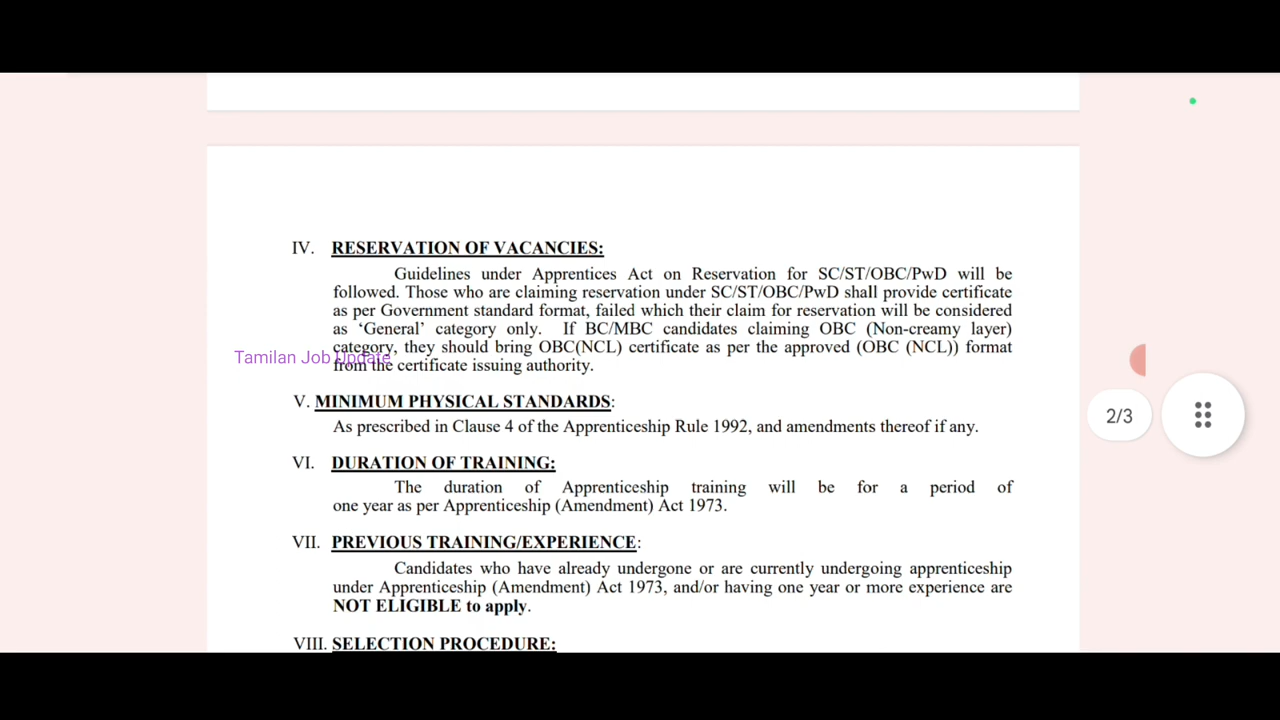 IV. RESERVATION OF VACANCIES:
Guidelines under Apprentices Act on Reservation for SC/ST/OBC/PwD will be
followed. Those who are claiming reservation under SC/ST/OBC/PwD shall provide certificate
as per Government standard format, failed which their claim for reservation will be considered
as ‘General’ category only. If BC/MBC candidates claiming OBC (Non-creamy layer)
category, they should bring OBC(NCL) certificate as per the approved (OBC (NCL)) format
Tamilan Job Update
from the certificate issuing authority.
V. MINIMUM PHYSICAL STANDARDS:
As prescribed in Clause 4 of the Apprenticeship Rule 1992, and amendments thereof if any.
2/3
VI. DURATION OF TRAINING:
The duration of Apprenticeship training will be for a period of
one year as per Apprenticeship (Amendment) Act 1973.
VII. PREVIOUS TRAINING/EXPERIENCE:
Candidates who have already undergone or are currently undergoing apprenticeship
under Apprenticeship (Amendment) Act 1973, and/or having one year or more experience are
NOT ELIGIBLE to apply.
VIII. SELECTION PROCEDURE: